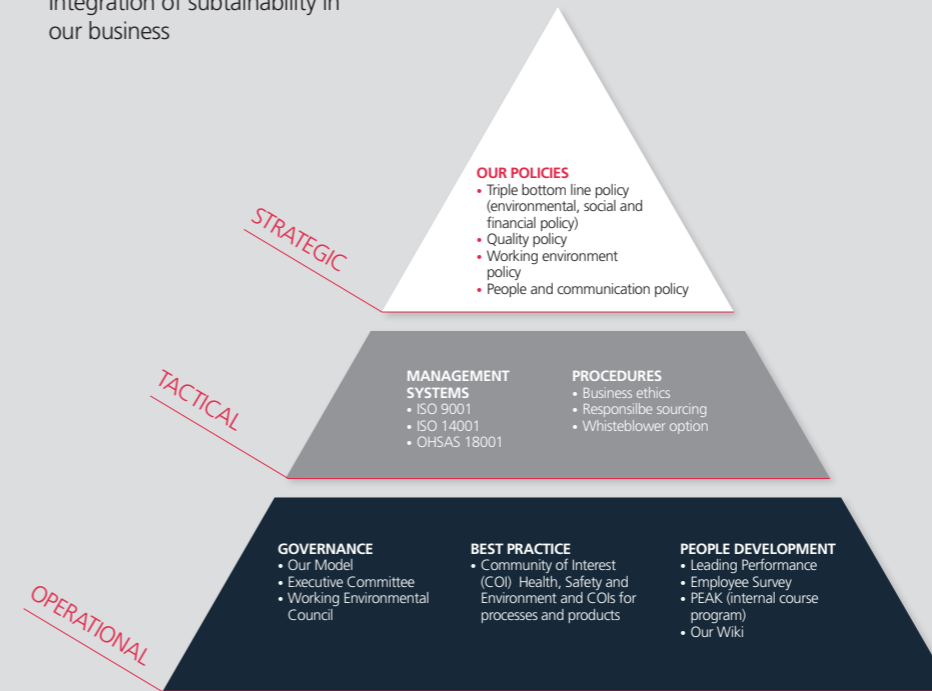 integration of subtainability in
our business
STRATEGIC
OUR POLICIES
• Triple bottom line policy
(environmental, social and
financial policy)
• Quality policy
• Working environment
policy
• People and communication policy
TACTICAL
MANAGEMENT
SYSTEMS
• ISO 9001
• ISO 14001
• OHSAS 18001
PROCEDURES
• Business ethics
• Responsilbe sourcing
• Whisteblower option
OPERATIONAL
GOVERNANCE
• Our Model
• Executive Committee
• Working Environmental
Council
BEST PRACTICE
• Community of Interest
(COI) Health, Safety and
Environment and COIs for
processes and products
PEOPLE DEVELOPMENT
• Leading Performance
• Employee Survey
• PEAK (internal course
program)
• Our Wiki